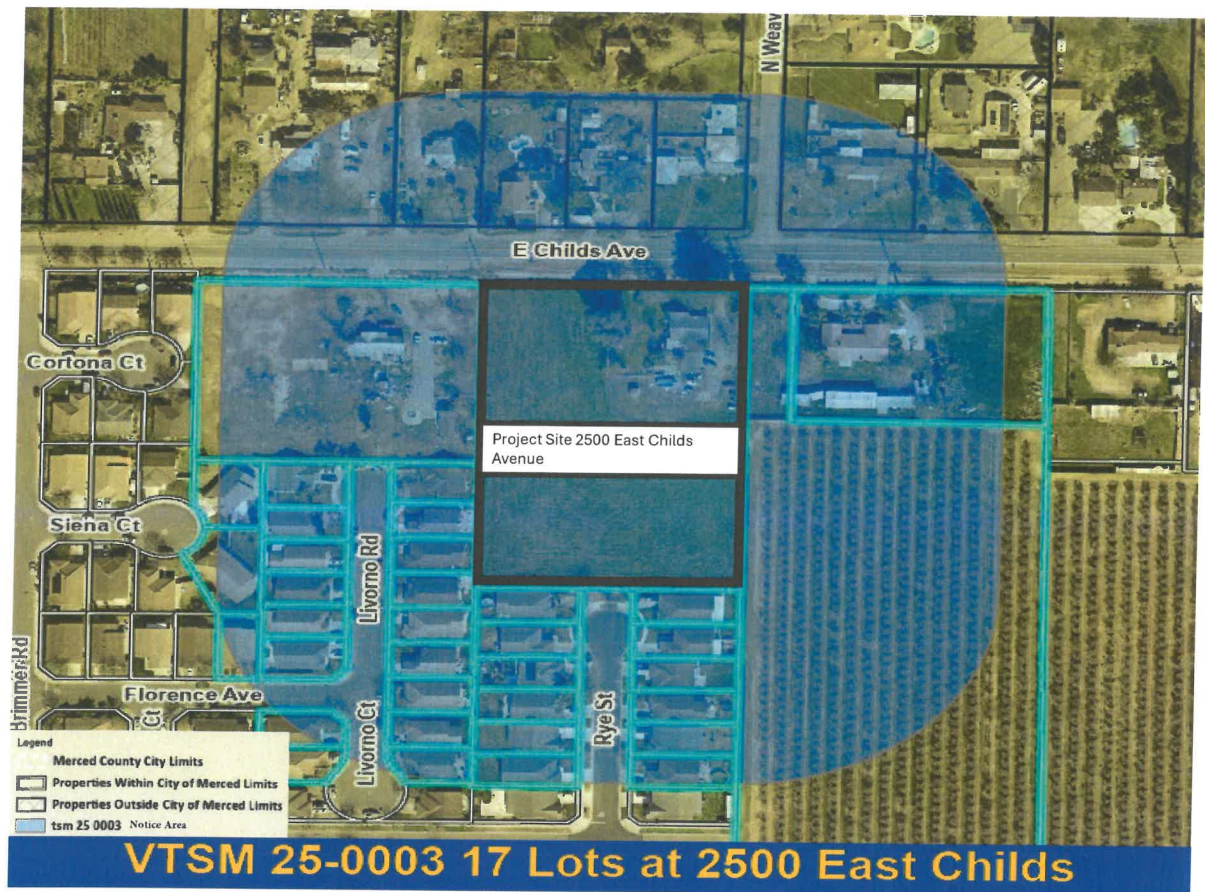 N Weav
E Childs Ave
Cortona Ct
Project Site 2500 East Childs
Avenue
Siena Ct
Livorno Rd
Brimmer Rd
Florence Ave
Ct
Livorno Ct
Rye St
Legend
Merced County City Limits
Properties Within City of Merced Limits
Properties Outside City of Merced Limits
tsm 25 0003 Notice Area
VTSM 25-0003 17 Lots at 2500 East Childs